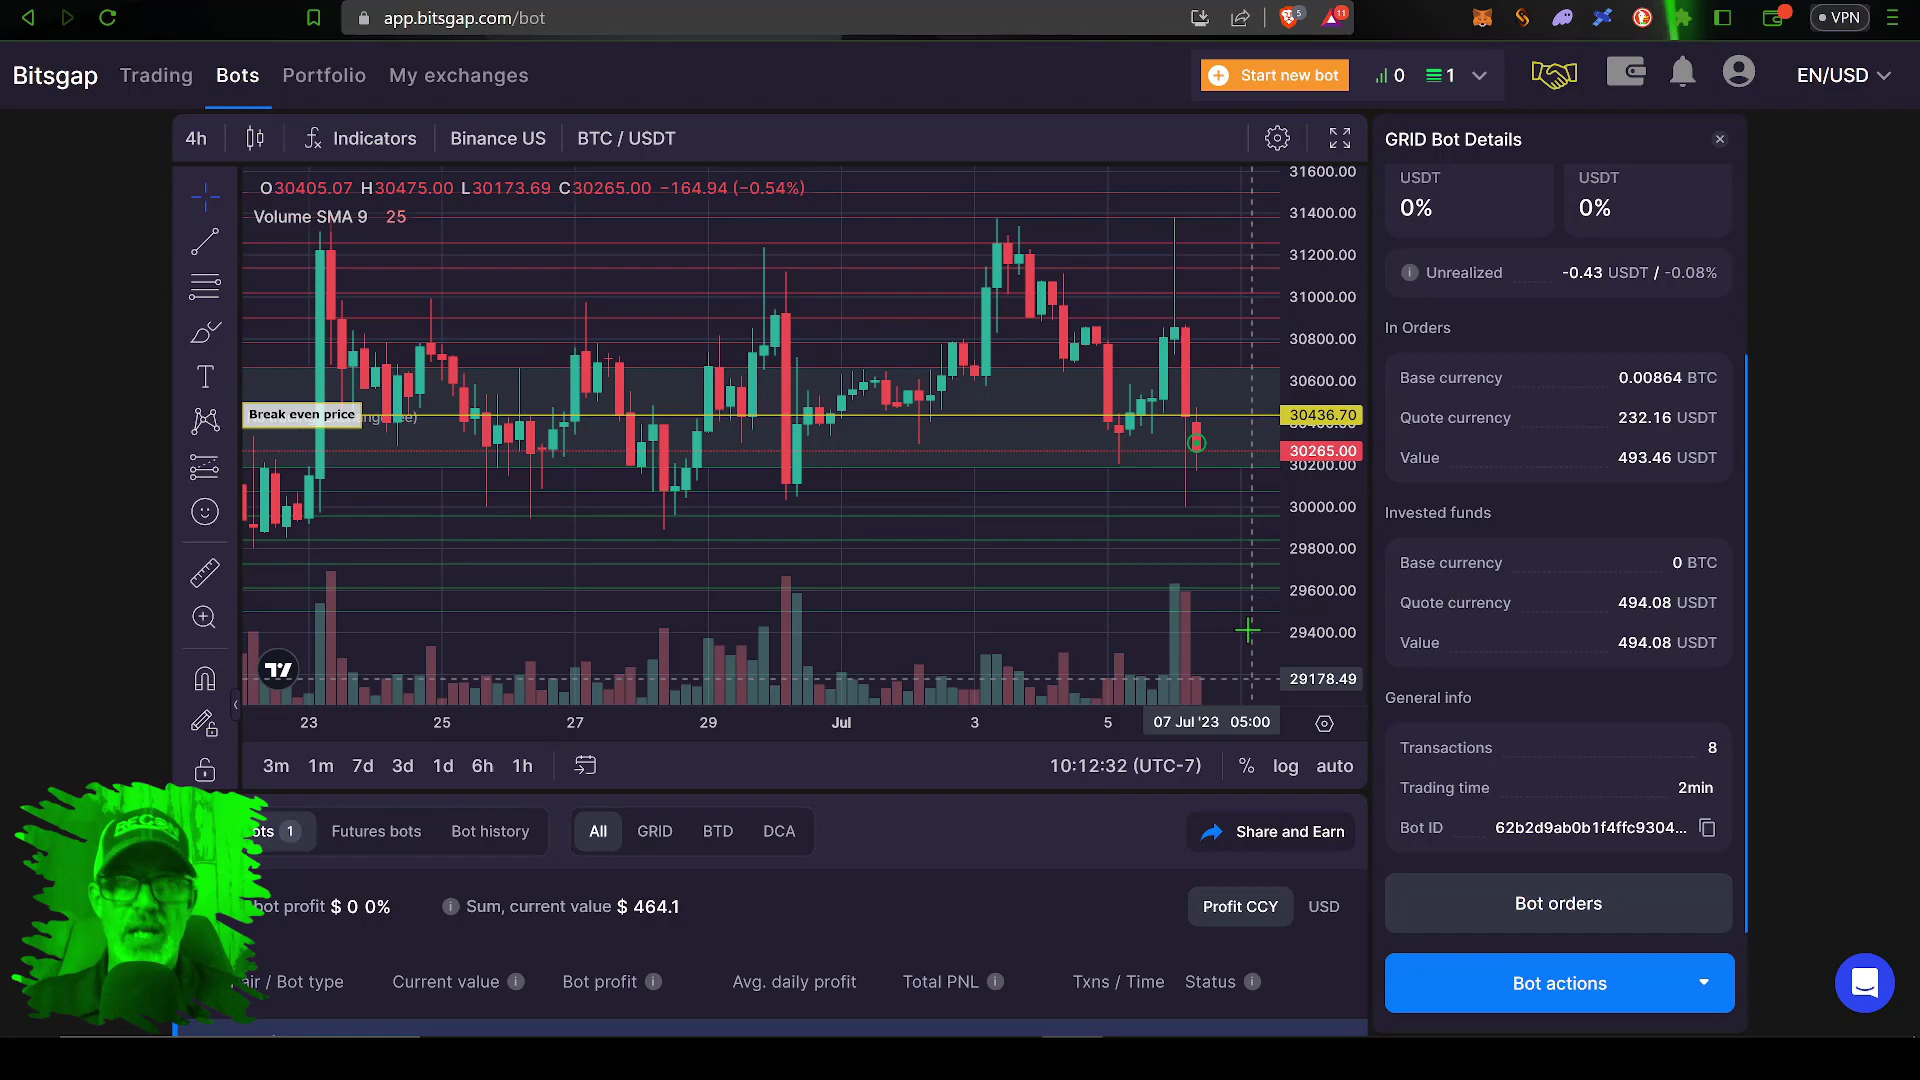 app.bitsgap.com/bot
5
11
VPN
Bitsgap
Trading
Bots
Portfolio
My exchanges
Start new bot
0
1
EN/USD
4h
Indicators
Binance US
BTC / USDT
O30405.07 H30475.00 L30173.69 C30265.00 −164.94 (−0.54%)
Volume SMA 9 25
31600.00
31400.00
31200.00
31000.00
30800.00
30600.00
Break even price
30436.70
30265.00
30200.00
30000.00
29800.00
29600.00
29400.00
29178.49
23
25
27
29
Jul
3
5
07 Jul '23 05:00
3m
1m
7d
3d
1d
6h
1h
10:12:32 (UTC-7)
%
log
auto
1
Futures bots
Bot history
All
GRID
BTD
DCA
Share and Earn
bot profit $ 0 0%
Sum, current value $ 464.1
Profit CCY
USD
/ Bot type
Current value
Bot profit
Avg. daily profit
Total PNL
Txns / Time
Status
GRID Bot Details
USDT
0%
USDT
0%
Unrealized -0.43 USDT / -0.08%
In Orders
Base currency 0.00864 BTC
Quote currency 232.16 USDT
Value 493.46 USDT
Invested funds
Base currency 0 BTC
Quote currency 494.08 USDT
Value 494.08 USDT
General info
Transactions 8
Trading time 2min
Bot ID 62b2d9ab0b1f4ffc9304...
Bot orders
Bot actions